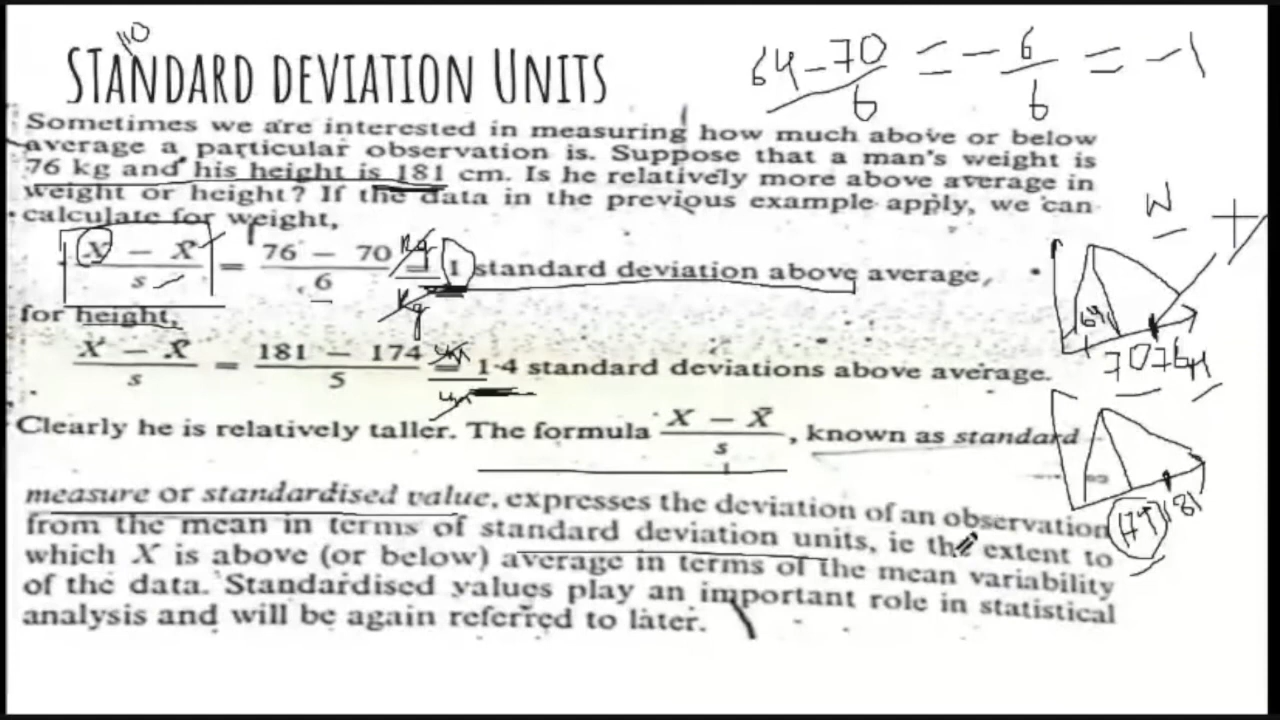 STANDARD DEVIATION UNITS
64 - 70 / 6 = - 6 / 6 = - 1
Sometimes we are interested in measuring how much above or below
average a particular observation is. Suppose that a man's weight is
76 kg and his height is 181 cm. Is he relatively more above average in
weight or height? If the data in the previous example apply, we can
calculate for weight,
X - X̄ / s = 76 - 70 / 6 = 1 standard deviation above average,
Kg
Kg
for height,
X - X̄ / s = 181 - 174 / 5 = 1·4 standard deviations above average.
Clearly he is relatively taller. The formula X - X̄ / s, known as standard
measure or standardised value, expresses the deviation of an observation
from the mean in terms of standard deviation units, ie the extent to
which X is above (or below) average in terms of the mean variability
of the data. Standardised values play an important role in statistical
analysis and will be again referred to later.
W +
64
70 76
174 181